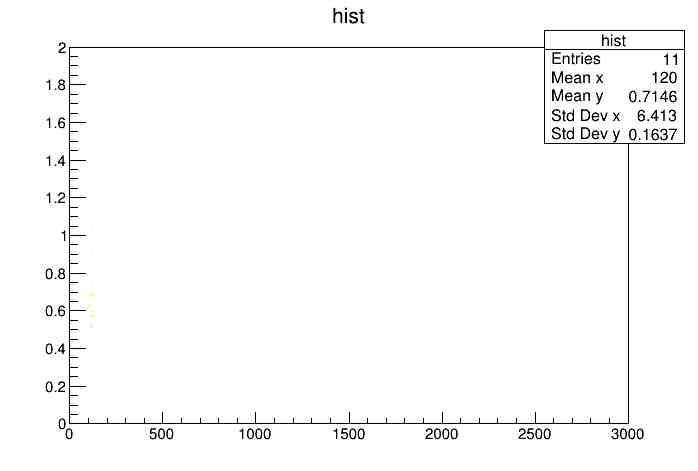 hist
hist
Entries 11
Mean x 120
Mean y 0.7146
Std Dev x 6.413
Std Dev y 0.1637
2
1.8
1.6
1.4
1.2
1
0.8
0.6
0.4
0.2
0
0 500 1000 1500 2000 2500 3000